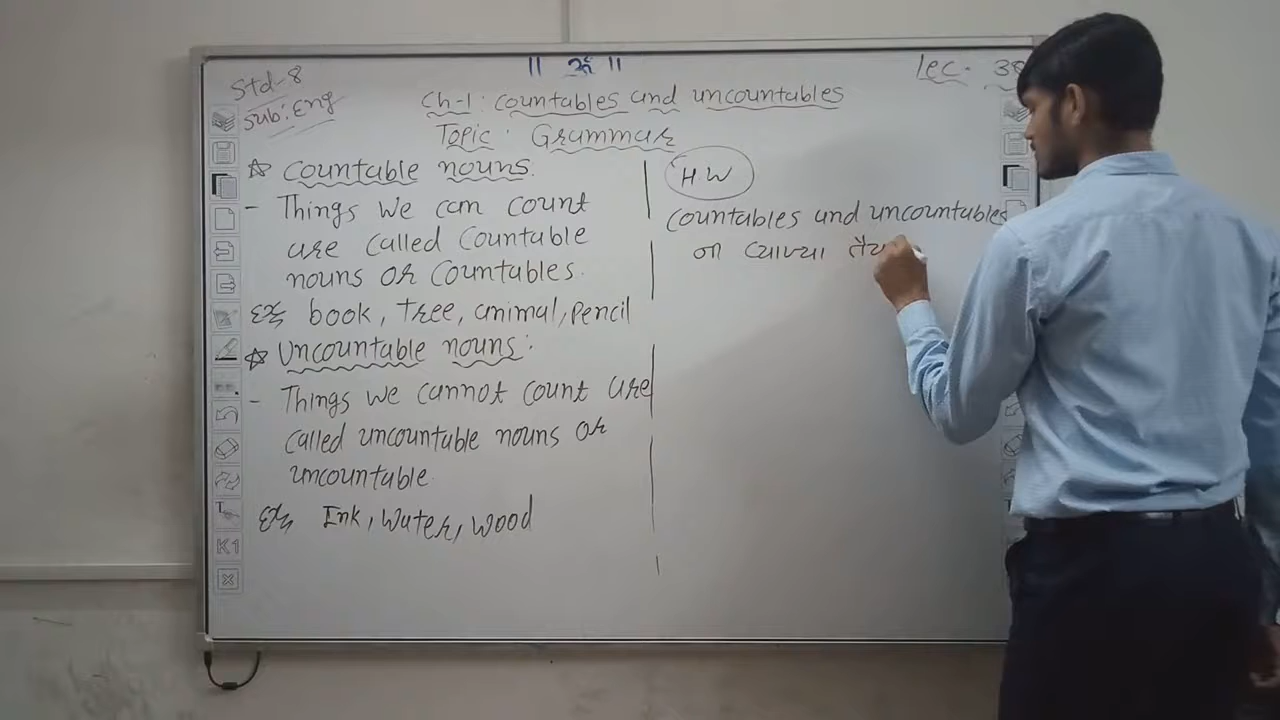 Std-8
Sub: Eng
|| ૐ ||
Lec. 38
Ch-1: Countables and uncountables
Topic: Grammar
☆ Countable nouns:
- Things we can count
are called Countable
nouns or Countables.
Ex book, tree, animal, pencil
☆ Uncountable nouns:
- Things we cannot count are
called uncountable nouns or
uncountable.
Ex Ink, Water, Wood
HW
Countables and uncountables
ના વ્યાખ્યા
K1